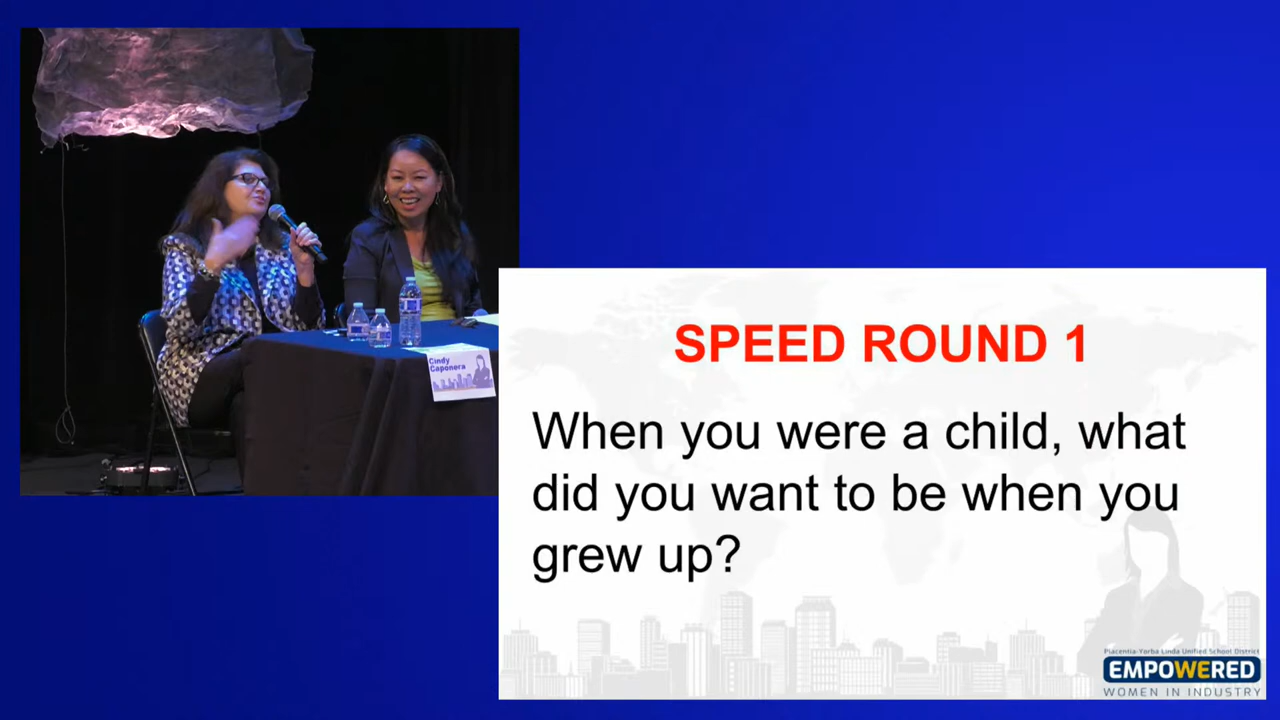 Cindy
Caponera
SPEED ROUND 1
When you were a child, what
did you want to be when you
grew up?
Placentia-Yorba Linda Unified School District
EMPOWERED
WOMEN IN INDUSTRY